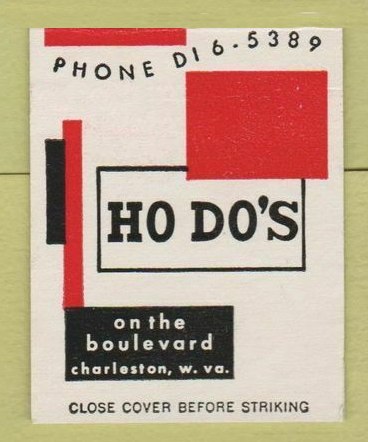 PHONE DI 6-5389
HO DO'S
on the
boulevard
charleston, w. va.
CLOSE COVER BEFORE STRIKING